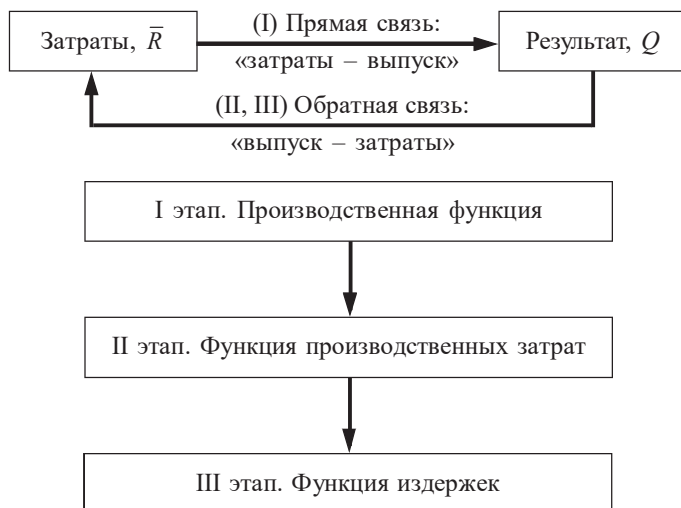 Затраты, R̅
(I) Прямая связь:
«затраты – выпуск»
Результат, Q
(II, III) Обратная связь:
«выпуск – затраты»
I этап. Производственная функция
II этап. Функция производственных затрат
III этап. Функция издержек